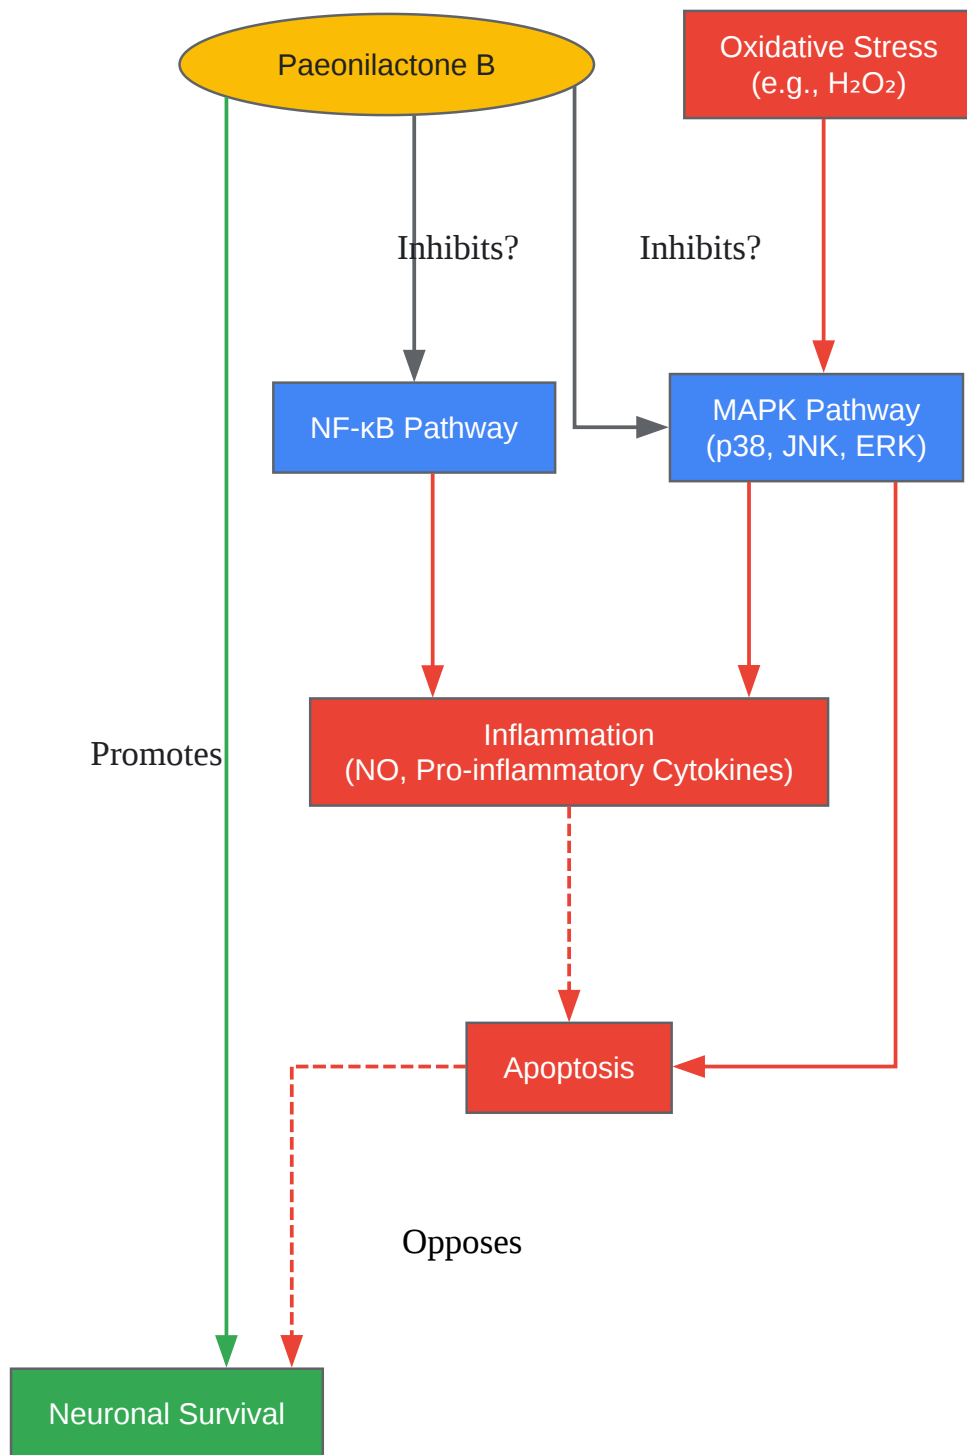 Paeonilactone B
Oxidative Stress
(e.g., H₂O₂)
Inhibits?
Inhibits?
NF-κB Pathway
MAPK Pathway
(p38, JNK, ERK)
Inflammation
(NO, Pro-inflammatory Cytokines)
Promotes
Apoptosis
Opposes
Neuronal Survival